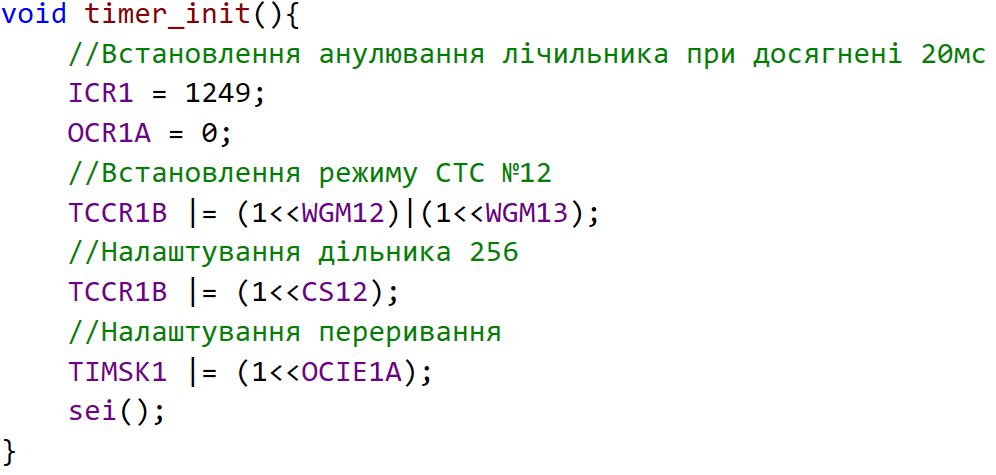 void timer_init(){
//Встановлення анулювання лічильника при досягнені 20мс
ICR1 = 1249;
OCR1A = 0;
//Встановлення режиму CTC №12
TCCR1B |= (1<<WGM12)|(1<<WGM13);
//Налаштування дільника 256
TCCR1B |= (1<<CS12);
//Налаштування переривання
TIMSK1 |= (1<<OCIE1A);
sei();
}